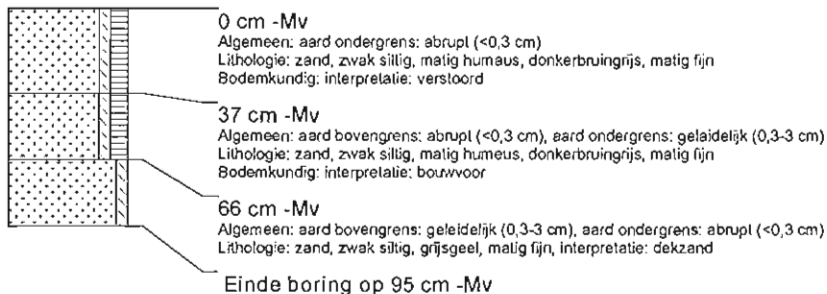 0 cm -Mv
Algemeen: aard ondergrens: abrupt (<0,3 cm)
Lithologie: zand, zwak siltig, matig humeus, donkerbruingrijs, matig fijn
Bodemkundig: interpretatie: verstoord
37 cm -Mv
Algemeen: aard bovengrens: abrupt (<0,3 cm), aard ondergrens: geleidelijk (0,3-3 cm)
Lithologie: zand, zwak siltig, matig humeus, donkerbruingrijs, matig fijn
Bodemkundig: interpretatie: bouwvoor
66 cm -Mv
Algemeen: aard bovengrens: geleidelijk (0,3-3 cm), aard ondergrens: abrupt (<0,3 cm)
Lithologie: zand, zwak siltig, grijsgeel, matig fijn, interpretatie: dekzand
Einde boring op 95 cm -Mv